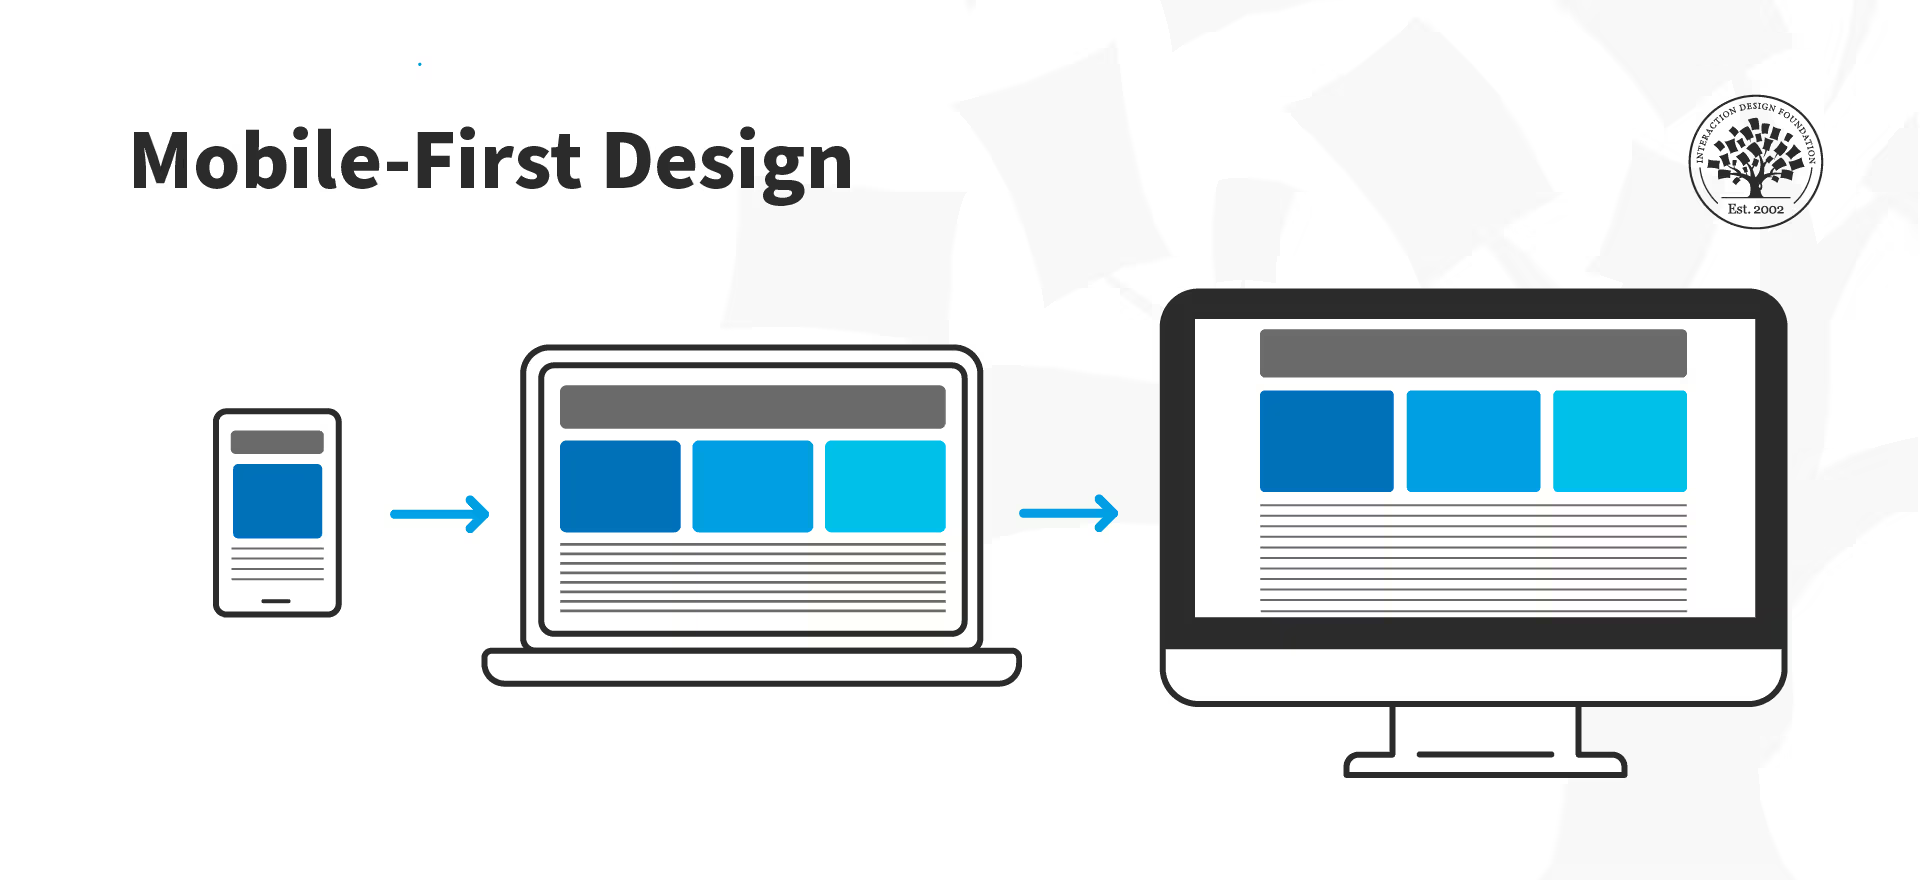 Mobile-First Design
INTERACTION DESIGN FOUNDATION
Est. 2002